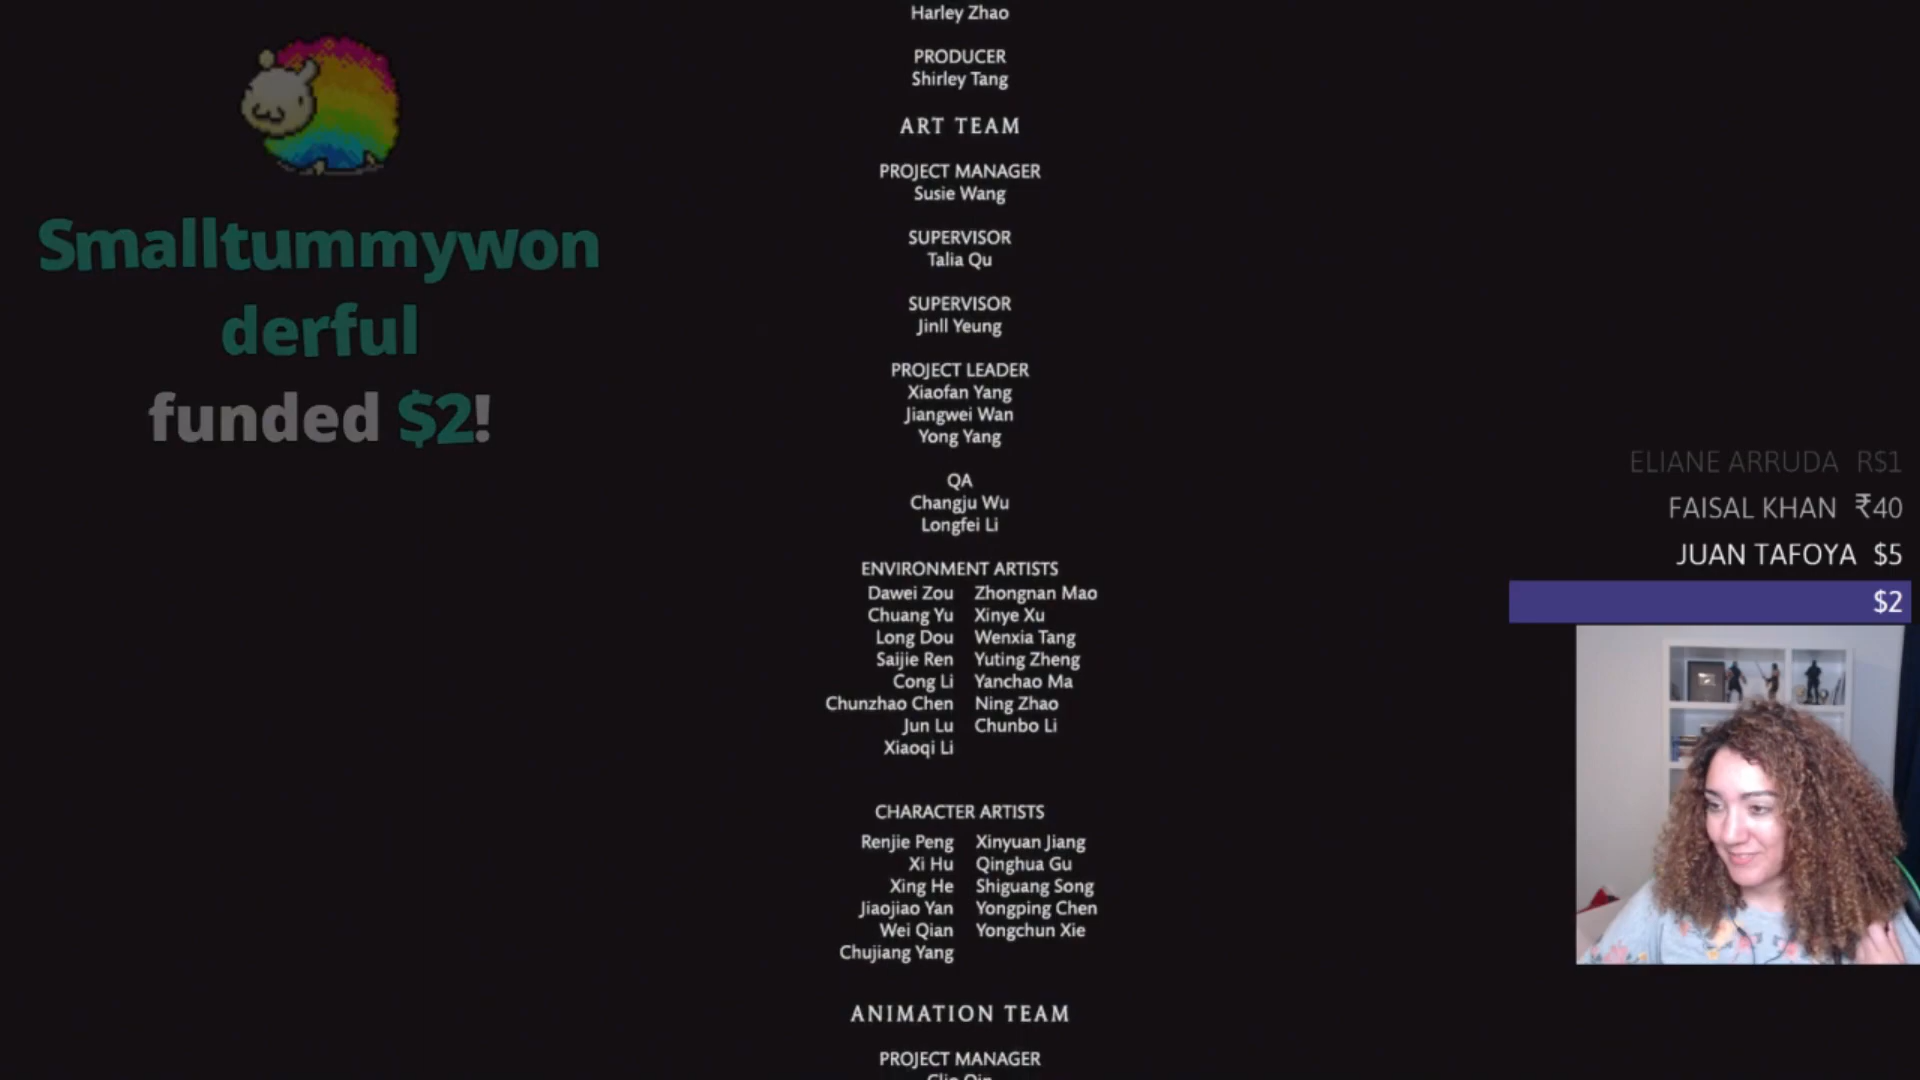 Harley Zhao
PRODUCER
Shirley Tang
ART TEAM
PROJECT MANAGER
Susie Wang
SUPERVISOR
Talia Qu
SUPERVISOR
Jinll Yeung
PROJECT LEADER
Xiaofan Yang
Jiangwei Wan
Yong Yang
QA
Changju Wu
Longfei Li
ENVIRONMENT ARTISTS
Dawei Zou Zhongnan Mao
Chuang Yu Xinye Xu
Long Dou Wenxia Tang
Saijie Ren Yuting Zheng
Cong Li Yanchao Ma
Chunzhao Chen Ning Zhao
Jun Lu Chunbo Li
Xiaoqi Li
CHARACTER ARTISTS
Renjie Peng Xinyuan Jiang
Xi Hu Qinghua Gu
Xing He Shiguang Song
Jiaojiao Yan Yongping Chen
Wei Qian Yongchun Xie
Chujiang Yang
ANIMATION TEAM
PROJECT MANAGER
Smalltummywon
derful
funded $2!
ELIANE ARRUDA R$1
FAISAL KHAN ₹40
JUAN TAFOYA $5
$2